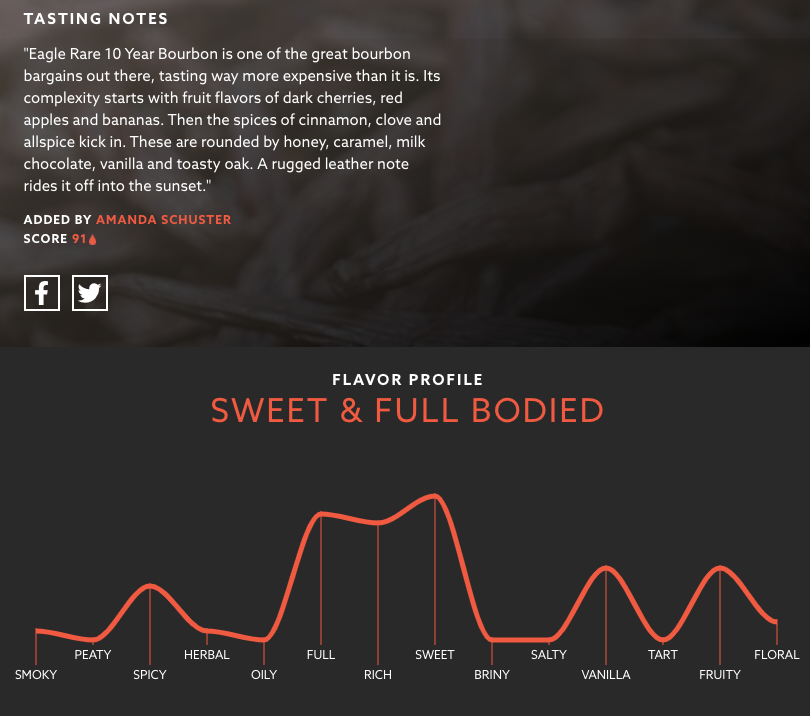 TASTING NOTES
"Eagle Rare 10 Year Bourbon is one of the great bourbon
bargains out there, tasting way more expensive than it is. Its
complexity starts with fruit flavors of dark cherries, red
apples and bananas. Then the spices of cinnamon, clove and
allspice kick in. These are rounded by honey, caramel, milk
chocolate, vanilla and toasty oak. A rugged leather note
rides it off into the sunset."
ADDED BY AMANDA SCHUSTER
SCORE 91
FLAVOR PROFILE
SWEET & FULL BODIED
PEATY HERBAL FULL SWEET SALTY TART FLORAL
SMOKY SPICY OILY RICH BRINY VANILLA FRUITY